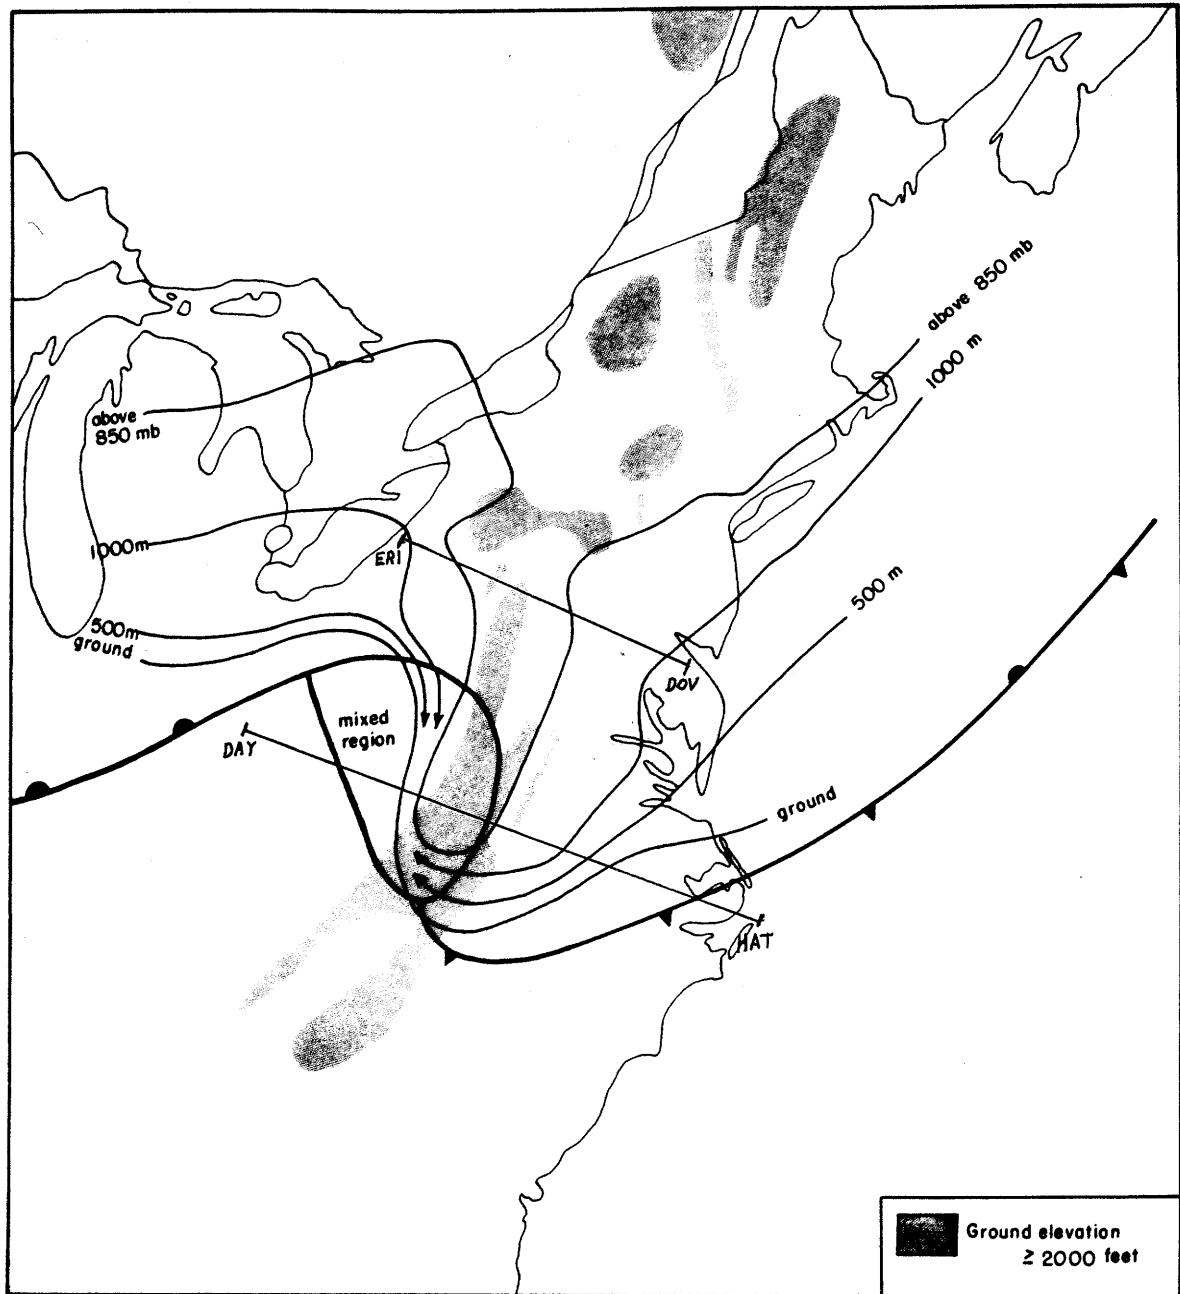 above 850 mb
1000 m
above
850 mb
1000m
ERI
500 m
500m
ground
DOV
mixed
region
DAY
ground
HAT
Ground elevation
≥ 2000 feet